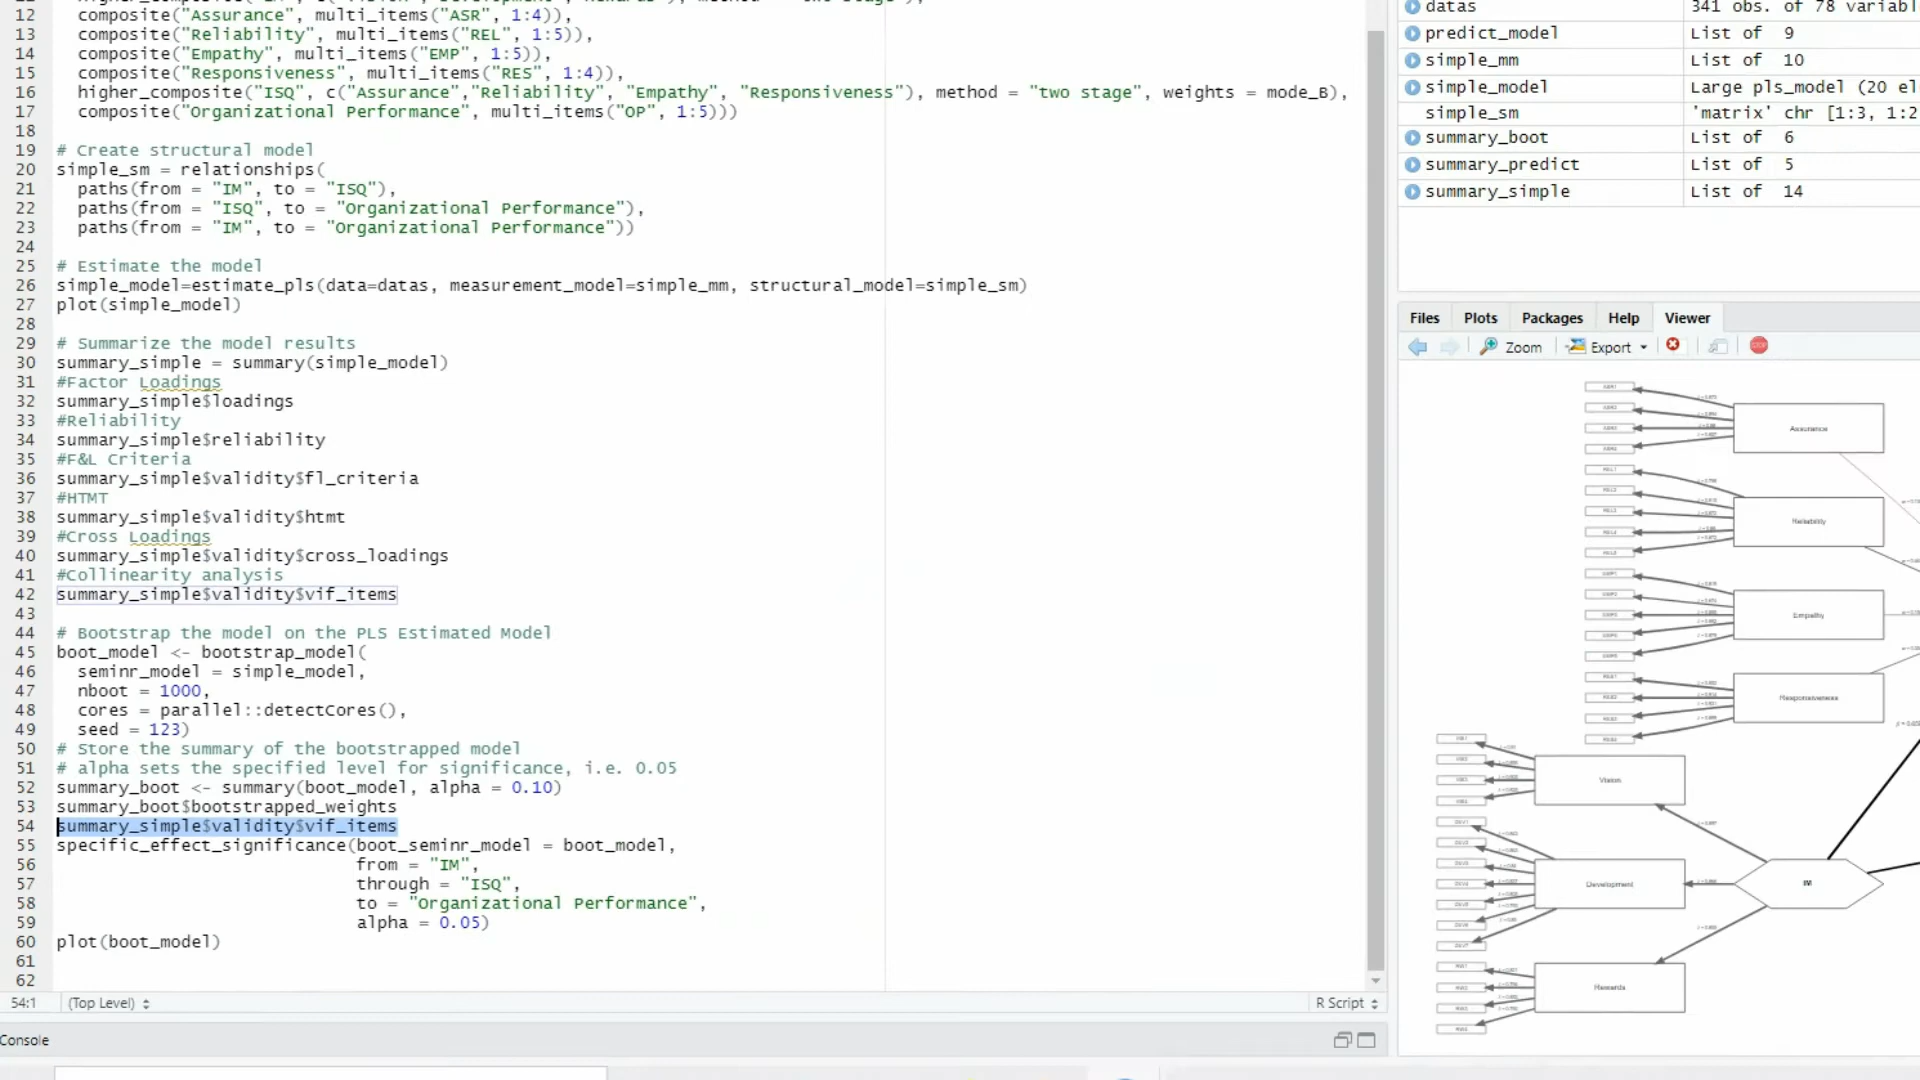 12 composite("Assurance", multi_items("ASR", 1:4)),
13 composite("Reliability", multi_items("REL", 1:5)),
14 composite("Empathy", multi_items("EMP", 1:5)),
15 composite("Responsiveness", multi_items("RES", 1:4)),
16 higher_composite("ISQ", c("Assurance","Reliability", "Empathy", "Responsiveness"), method = "two stage", weights = mode_B),
17 composite("Organizational Performance", multi_items("OP", 1:5)))
18
19 # Create structural model
20 simple_sm = relationships(
21 paths(from = "IM", to = "ISQ"),
22 paths(from = "ISQ", to = "Organizational Performance"),
23 paths(from = "IM", to = "Organizational Performance"))
24
25 # Estimate the model
26 simple_model=estimate_pls(data=datas, measurement_model=simple_mm, structural_model=simple_sm)
27 plot(simple_model)
28
29 # Summarize the model results
30 summary_simple = summary(simple_model)
31 #Factor Loadings
32 summary_simple$loadings
33 #Reliability
34 summary_simple$reliability
35 #F&L Criteria
36 summary_simple$validity$fl_criteria
37 #HTMT
38 summary_simple$validity$htmt
39 #Cross Loadings
40 summary_simple$validity$cross_loadings
41 #Collinearity analysis
42 summary_simple$validity$vif_items
43
44 # Bootstrap the model on the PLS Estimated Model
45 boot_model <- bootstrap_model(
46 seminr_model = simple_model,
47 nboot = 1000,
48 cores = parallel::detectCores(),
49 seed = 123)
50 # Store the summary of the bootstrapped model
51 # alpha sets the specified level for significance, i.e. 0.05
52 summary_boot <- summary(boot_model, alpha = 0.10)
53 summary_boot$bootstrapped_weights
54 summary_simple$validity$vif_items
55 specific_effect_significance(boot_seminr_model = boot_model,
56 from = "IM",
57 through = "ISQ",
58 to = "Organizational Performance",
59 alpha = 0.05)
60 plot(boot_model)
61
62
54:1 (Top Level) R Script
Console
datas 341 obs. of 78 variabl
predict_model List of 9
simple_mm List of 10
simple_model Large pls_model (20 el
simple_sm 'matrix' chr [1:3, 1:2
summary_boot List of 6
summary_predict List of 5
summary_simple List of 14
Files Plots Packages Help Viewer
Zoom Export
Assurance
Reliability
Empathy
Responsiveness
Vision
Development
IM
Rewards